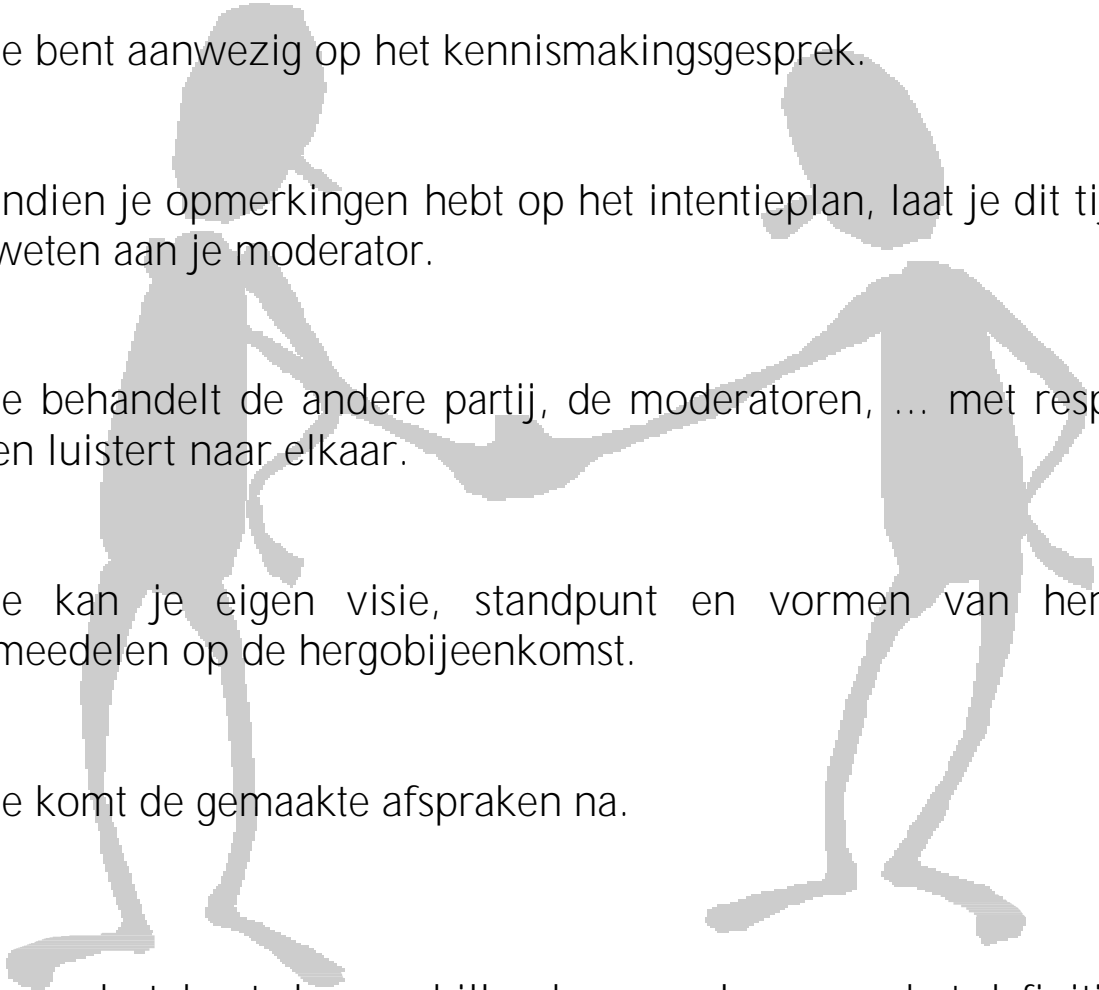 e bent aanwezig op het kennismakingsgesprek.
ndien je opmerkingen hebt op het intentieplan, laat je dit tij
weten aan je moderator.
e behandelt de andere partij, de moderatoren, ... met resp
en luistert naar elkaar.
e kan je eigen visie, standpunt en vormen van her
meedelen op de hergobijeenkomst.
e komt de gemaakte afspraken na.